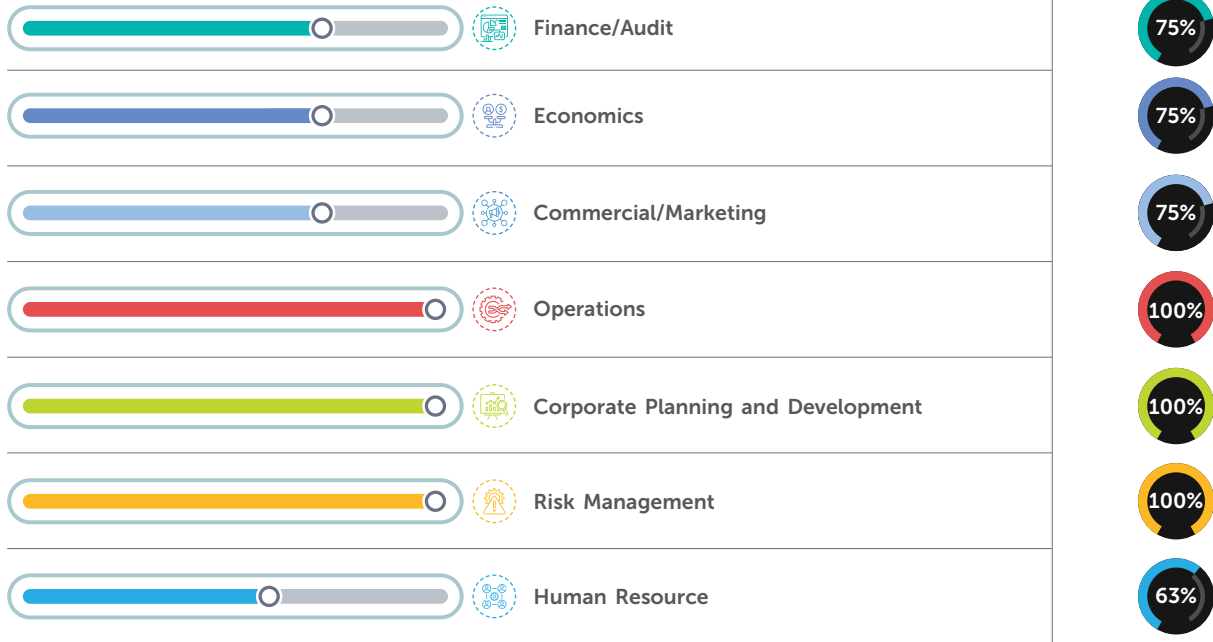 Finance/Audit
75%
Economics
75%
Commercial/Marketing
75%
Operations
100%
Corporate Planning and Development
100%
Risk Management
100%
Human Resource
63%